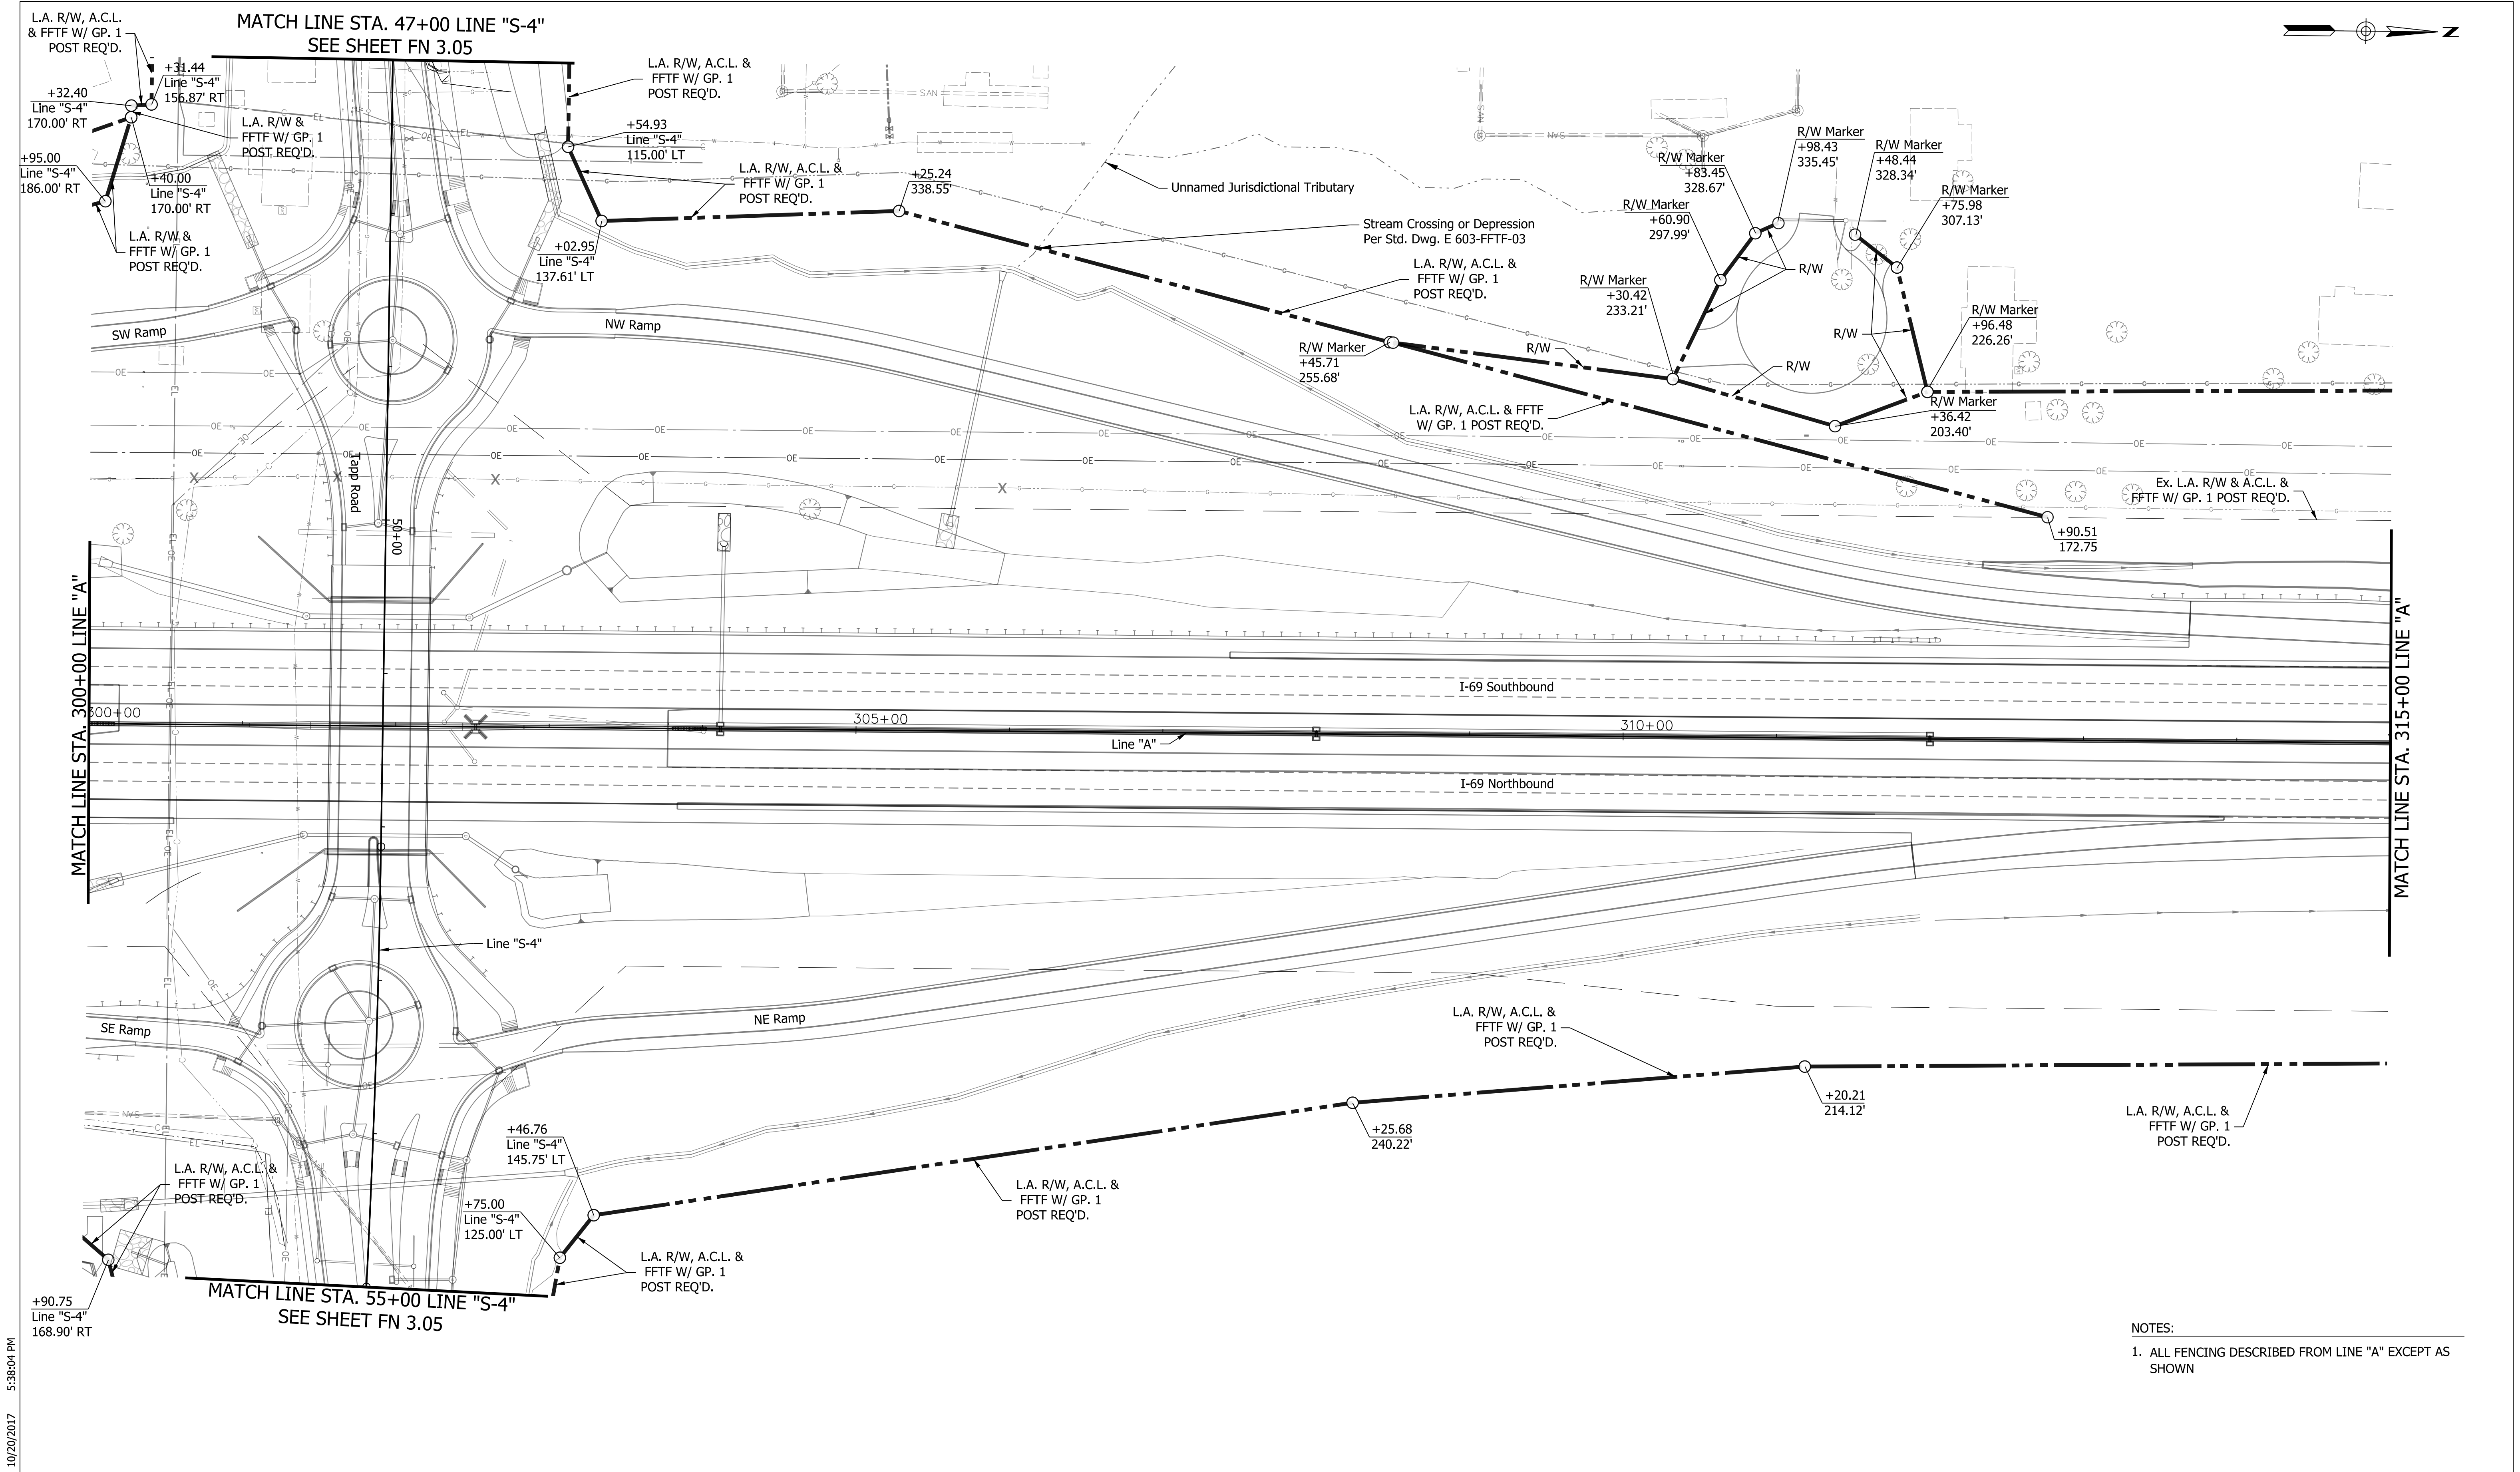 MATCH LINE STA. 47+00 LINE "S-4"
SEE SHEET FN 3.05
N
L.A. R/W, A.C.L.
& FFTF W/ GP. 1
POST REQ'D.
+31.44
Line "S-4"
156.87' RT
+32.40
Line "S-4"
170.00' RT
L.A. R/W &
FFTF W/ GP. 1
POST REQ'D.
+95.00
Line "S-4"
186.00' RT
+40.00
Line "S-4"
170.00' RT
L.A. R/W &
FFTF W/ GP. 1
POST REQ'D.
L.A. R/W, A.C.L. &
FFTF W/ GP. 1
POST REQ'D.
+54.93
Line "S-4"
115.00' LT
L.A. R/W, A.C.L. &
FFTF W/ GP. 1
POST REQ'D.
+25.24
338.55'
+02.95
Line "S-4"
137.61' LT
Unnamed Jurisdictional Tributary
Stream Crossing or Depression
Per Std. Dwg. E 603-FFTF-03
L.A. R/W, A.C.L. &
FFTF W/ GP. 1
POST REQ'D.
R/W Marker
+98.43
335.45'
R/W Marker
+83.45
328.67'
R/W Marker
+48.44
328.34'
R/W Marker
+75.98
307.13'
R/W Marker
+60.90
297.99'
R/W
R/W Marker
+30.42
233.21'
R/W
R/W Marker
+96.48
226.26'
R/W Marker
+45.71
255.68'
R/W
R/W
R/W Marker
+36.42
203.40'
L.A. R/W, A.C.L. & FFTF
W/ GP. 1 POST REQ'D.
Ex. L.A. R/W & A.C.L. &
FFTF W/ GP. 1 POST REQ'D.
+90.51
172.75
SW Ramp
NW Ramp
SAN
SAN
SAN
EL
EL
OE
OE
OE
OE
30
Tapp Road
50+00
MATCH LINE STA. 300+00 LINE "A"
MATCH LINE STA. 315+00 LINE "A"
I-69 Southbound
300+00
305+00
310+00
Line "A"
I-69 Northbound
Line "S-4"
SE Ramp
NE Ramp
SAN
EL
OE
L.A. R/W, A.C.L. &
FFTF W/ GP. 1
POST REQ'D.
+20.21
214.12'
+25.68
240.22'
L.A. R/W, A.C.L. &
FFTF W/ GP. 1
POST REQ'D.
+46.76
Line "S-4"
145.75' LT
L.A. R/W, A.C.L. &
FFTF W/ GP. 1
POST REQ'D.
+75.00
Line "S-4"
125.00' LT
L.A. R/W, A.C.L. &
FFTF W/ GP. 1
POST REQ'D.
L.A. R/W, A.C.L. &
FFTF W/ GP. 1
POST REQ'D.
+90.75
Line "S-4"
168.90' RT
MATCH LINE STA. 55+00 LINE "S-4"
SEE SHEET FN 3.05
NOTES:
1. ALL FENCING DESCRIBED FROM LINE "A" EXCEPT AS
SHOWN
10/20/2017 5:38:04 PM